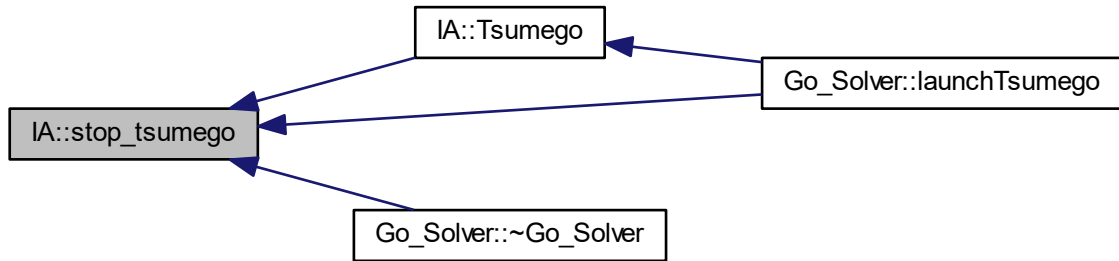 IA::Tsumego
Go_Solver::launchTsumego
IA::stop_tsumego
Go_Solver::~Go_Solver